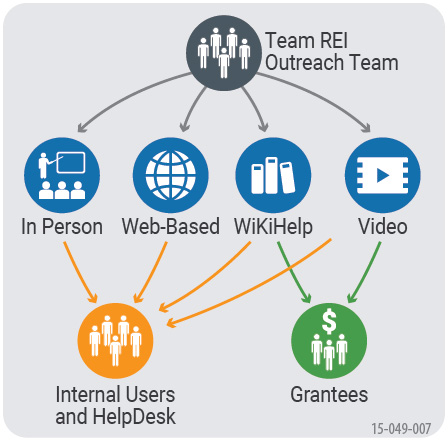 Team REI
Outreach Team
In Person
Web-Based
WiKiHelp
Video
$
Internal Users
and HelpDesk
Grantees
15-049-007